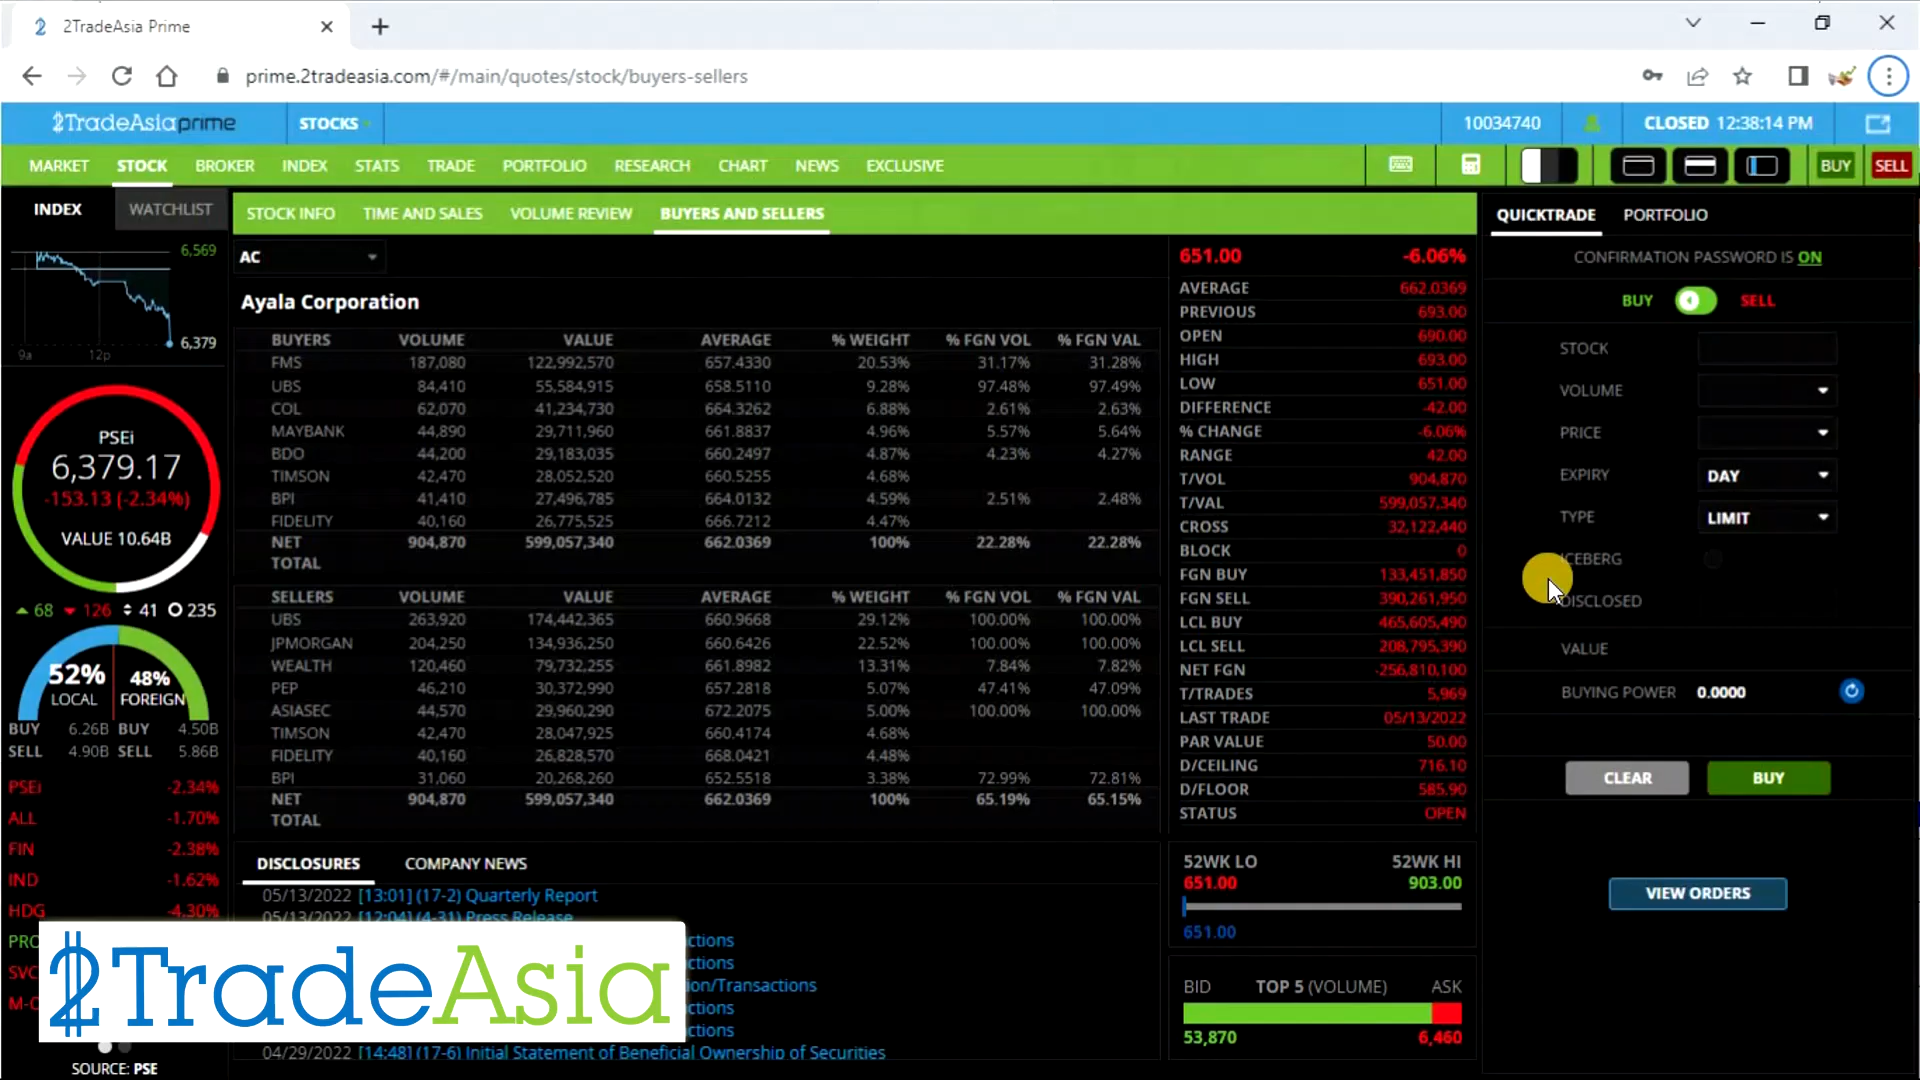 2TradeAsia Prime
prime.2tradeasia.com/#/main/quotes/stock/buyers-sellers
2TradeAsiaprime STOCKS 10034740 CLOSED 12:38:14 PM
MARKET STOCK BROKER INDEX STATS TRADE PORTFOLIO RESEARCH CHART NEWS EXCLUSIVE BUY SELL
INDEX WATCHLIST
6,569
6,379
9a 12p
PSEi
6,379.17
-153.13 (-2.34%)
VALUE 10.64B
68 126 41 235
52% LOCAL 48% FOREIGN
BUY 6.26B BUY 4.50B
SELL 4.90B SELL 5.86B
PSEi -2.34%
ALL -1.70%
FIN -2.38%
IND -1.62%
HDG -4.30%
PRO
SVC
M-O
SOURCE: PSE
STOCK INFO TIME AND SALES VOLUME REVIEW BUYERS AND SELLERS
AC
Ayala Corporation
BUYERS VOLUME VALUE AVERAGE % WEIGHT % FGN VOL % FGN VAL
FMS 187,080 122,992,570 657.4330 20.53% 31.17% 31.28%
UBS 84,410 55,584,915 658.5110 9.28% 97.48% 97.49%
COL 62,070 41,234,730 664.3262 6.88% 2.61% 2.63%
MAYBANK 44,890 29,711,960 661.8837 4.96% 5.57% 5.64%
BDO 44,200 29,183,035 660.2497 4.87% 4.23% 4.27%
TIMSON 42,470 28,052,520 660.5255 4.68%
BPI 41,410 27,496,785 664.0132 4.59% 2.51% 2.48%
FIDELITY 40,160 26,775,525 666.7212 4.47%
NET 904,870 599,057,340 662.0369 100% 22.28% 22.28%
TOTAL
SELLERS VOLUME VALUE AVERAGE % WEIGHT % FGN VOL % FGN VAL
UBS 263,920 174,442,365 660.9668 29.12% 100.00% 100.00%
JPMORGAN 204,250 134,936,250 660.6426 22.52% 100.00% 100.00%
WEALTH 120,460 79,732,255 661.8982 13.31% 7.84% 7.82%
PEP 46,210 30,372,990 657.2818 5.07% 47.41% 47.09%
ASIASEC 44,570 29,960,290 672.2075 5.00% 100.00% 100.00%
TIMSON 42,470 28,047,925 660.4174 4.68%
FIDELITY 40,160 26,828,570 668.0421 4.48%
BPI 31,060 20,268,260 652.5518 3.38% 72.99% 72.81%
NET 904,870 599,057,340 662.0369 100% 65.19% 65.15%
TOTAL
DISCLOSURES COMPANY NEWS
05/13/2022 [13:01] (17-2) Quarterly Report
05/13/2022 [12:04] (4-31) Press Release
ctions
ctions
ion/Transactions
ctions
ctions
04/29/2022 [14:48] (17-6) Initial Statement of Beneficial Ownership of Securities
2TradeAsia
651.00 -6.06%
AVERAGE 662.0369
PREVIOUS 693.00
OPEN 690.00
HIGH 693.00
LOW 651.00
DIFFERENCE -42.00
% CHANGE -6.06%
RANGE 42.00
T/VOL 904,870
T/VAL 599,057,340
CROSS 32,122,440
BLOCK 0
FGN BUY 133,451,850
FGN SELL 390,261,950
LCL BUY 465,605,490
LCL SELL 208,795,390
NET FGN -256,810,100
T/TRADES 5,969
LAST TRADE 05/13/2022
PAR VALUE 50.00
D/CEILING 716.10
D/FLOOR 585.90
STATUS OPEN
52WK LO 52WK HI
651.00 903.00
651.00
BID TOP 5 (VOLUME) ASK
53,870 6,460
QUICKTRADE PORTFOLIO
CONFIRMATION PASSWORD IS ON
BUY SELL
STOCK
VOLUME
PRICE
EXPIRY DAY
TYPE LIMIT
ICEBERG
DISCLOSED
VALUE
BUYING POWER 0.0000
CLEAR BUY
VIEW ORDERS